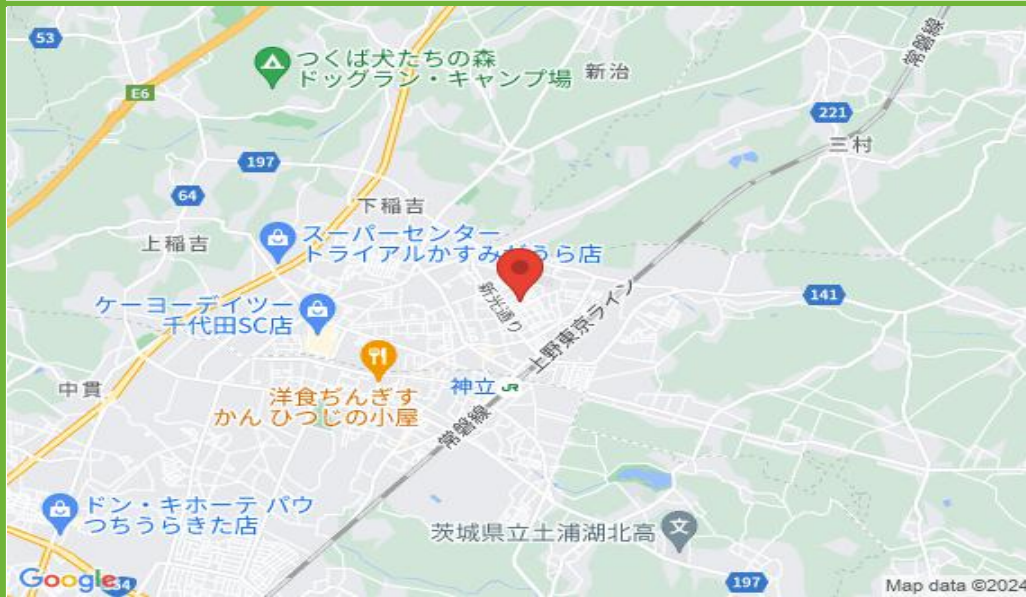 53
つくば犬たちの森
ドッグラン・キャンプ場
新治
常磐線
E6
221
三村
197
64
下稲吉
上稲吉
スーパーセンター
トライアルかすみがうら店
新光通り
141
ケーヨーデイツー
千代田SC店
上野東京ライン
中貫
洋食ぢんぎす
かん ひつじの小屋
神立 JR
常磐線
ドン・キホーテ パウ
つちうらきた店
茨城県立土浦湖北高
文
Google
197
Map data ©2024